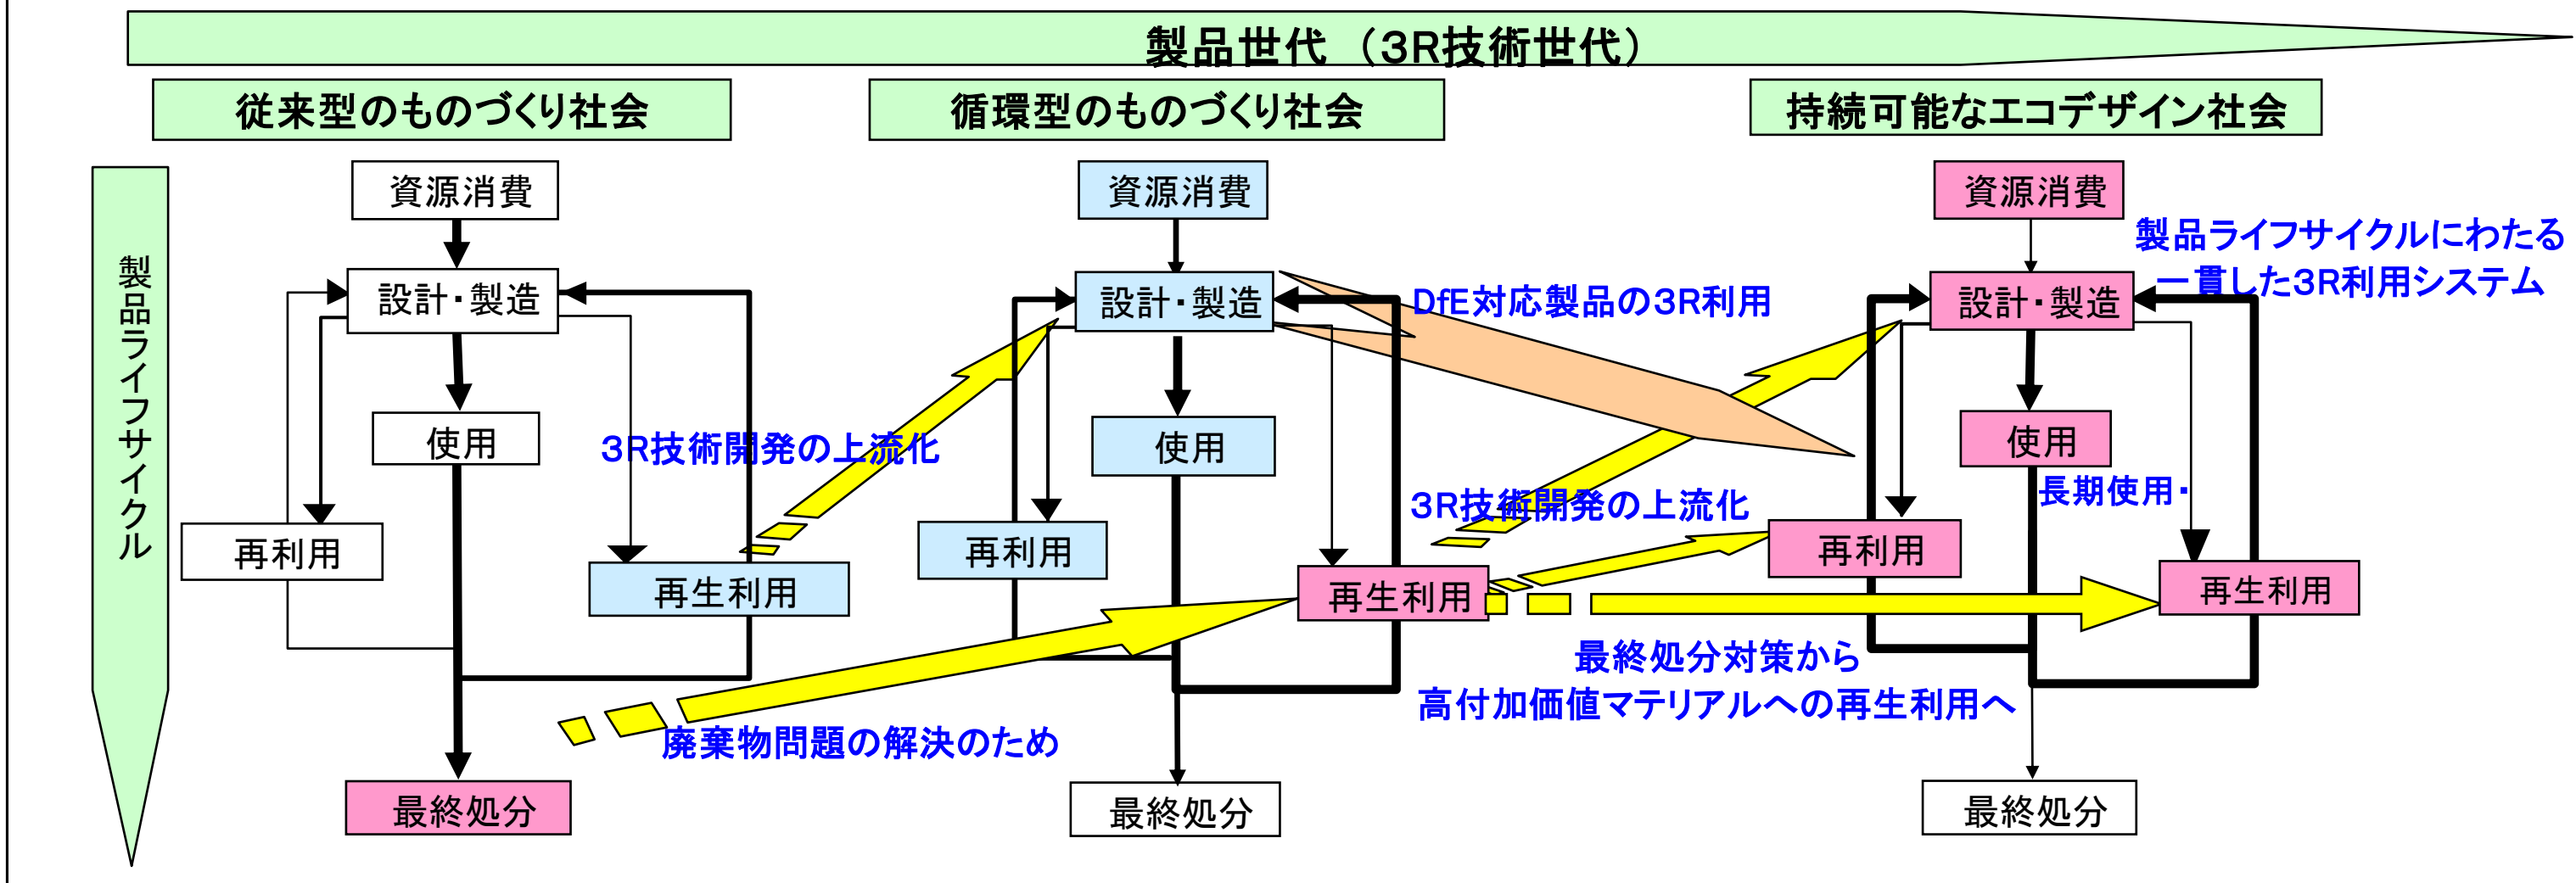 製品世代（３R技術世代）
従来型のものづくり社会
循環型のものづくり社会
持続可能なエコデザイン社会
製品ライフサイクル
資源消費
設計・製造
使用
再利用
再生利用
最終処分
3R技術開発の上流化
廃棄物問題の解決のため
資源消費
設計・製造
使用
再利用
再生利用
最終処分
DfE対応製品の３R利用
3R技術開発の上流化
最終処分対策から
高付加価値マテリアルへの再生利用へ
資源消費
製品ライフサイクルにわたる
一貫した３R利用システム
設計・製造
使用
長期使用・
再利用
再生利用
最終処分